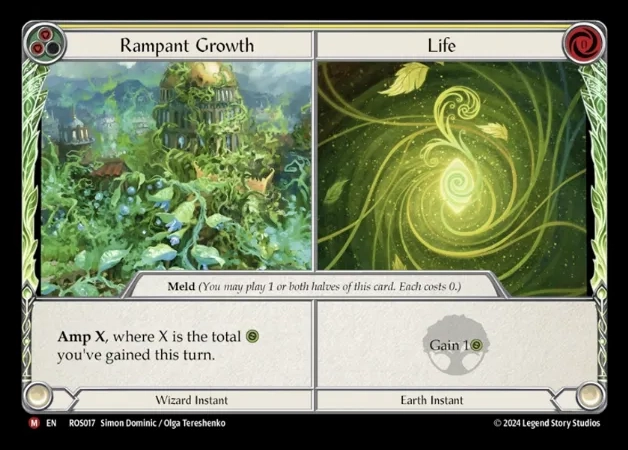 Rampant Growth
Life
0
Meld (You may play 1 or both halves of this card. Each costs 0.)
Amp X, where X is the total
you've gained this turn.
Gain 1
Wizard Instant
Earth Instant
M EN ROS017 Simon Dominic / Olga Tereshenko
© 2024 Legend Story Studios